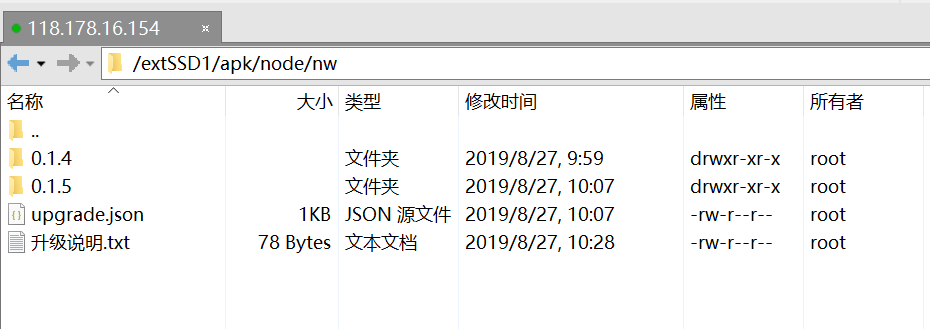 118.178.16.154
/extSSD1/apk/node/nw
名称 大小 类型 修改时间 属性 所有者
..
0.1.4 文件夹 2019/8/27, 9:59 drwxr-xr-x root
0.1.5 文件夹 2019/8/27, 10:07 drwxr-xr-x root
upgrade.json 1KB JSON 源文件 2019/8/27, 10:07 -rw-r--r-- root
升级说明.txt 78 Bytes 文本文档 2019/8/27, 10:28 -rw-r--r-- root